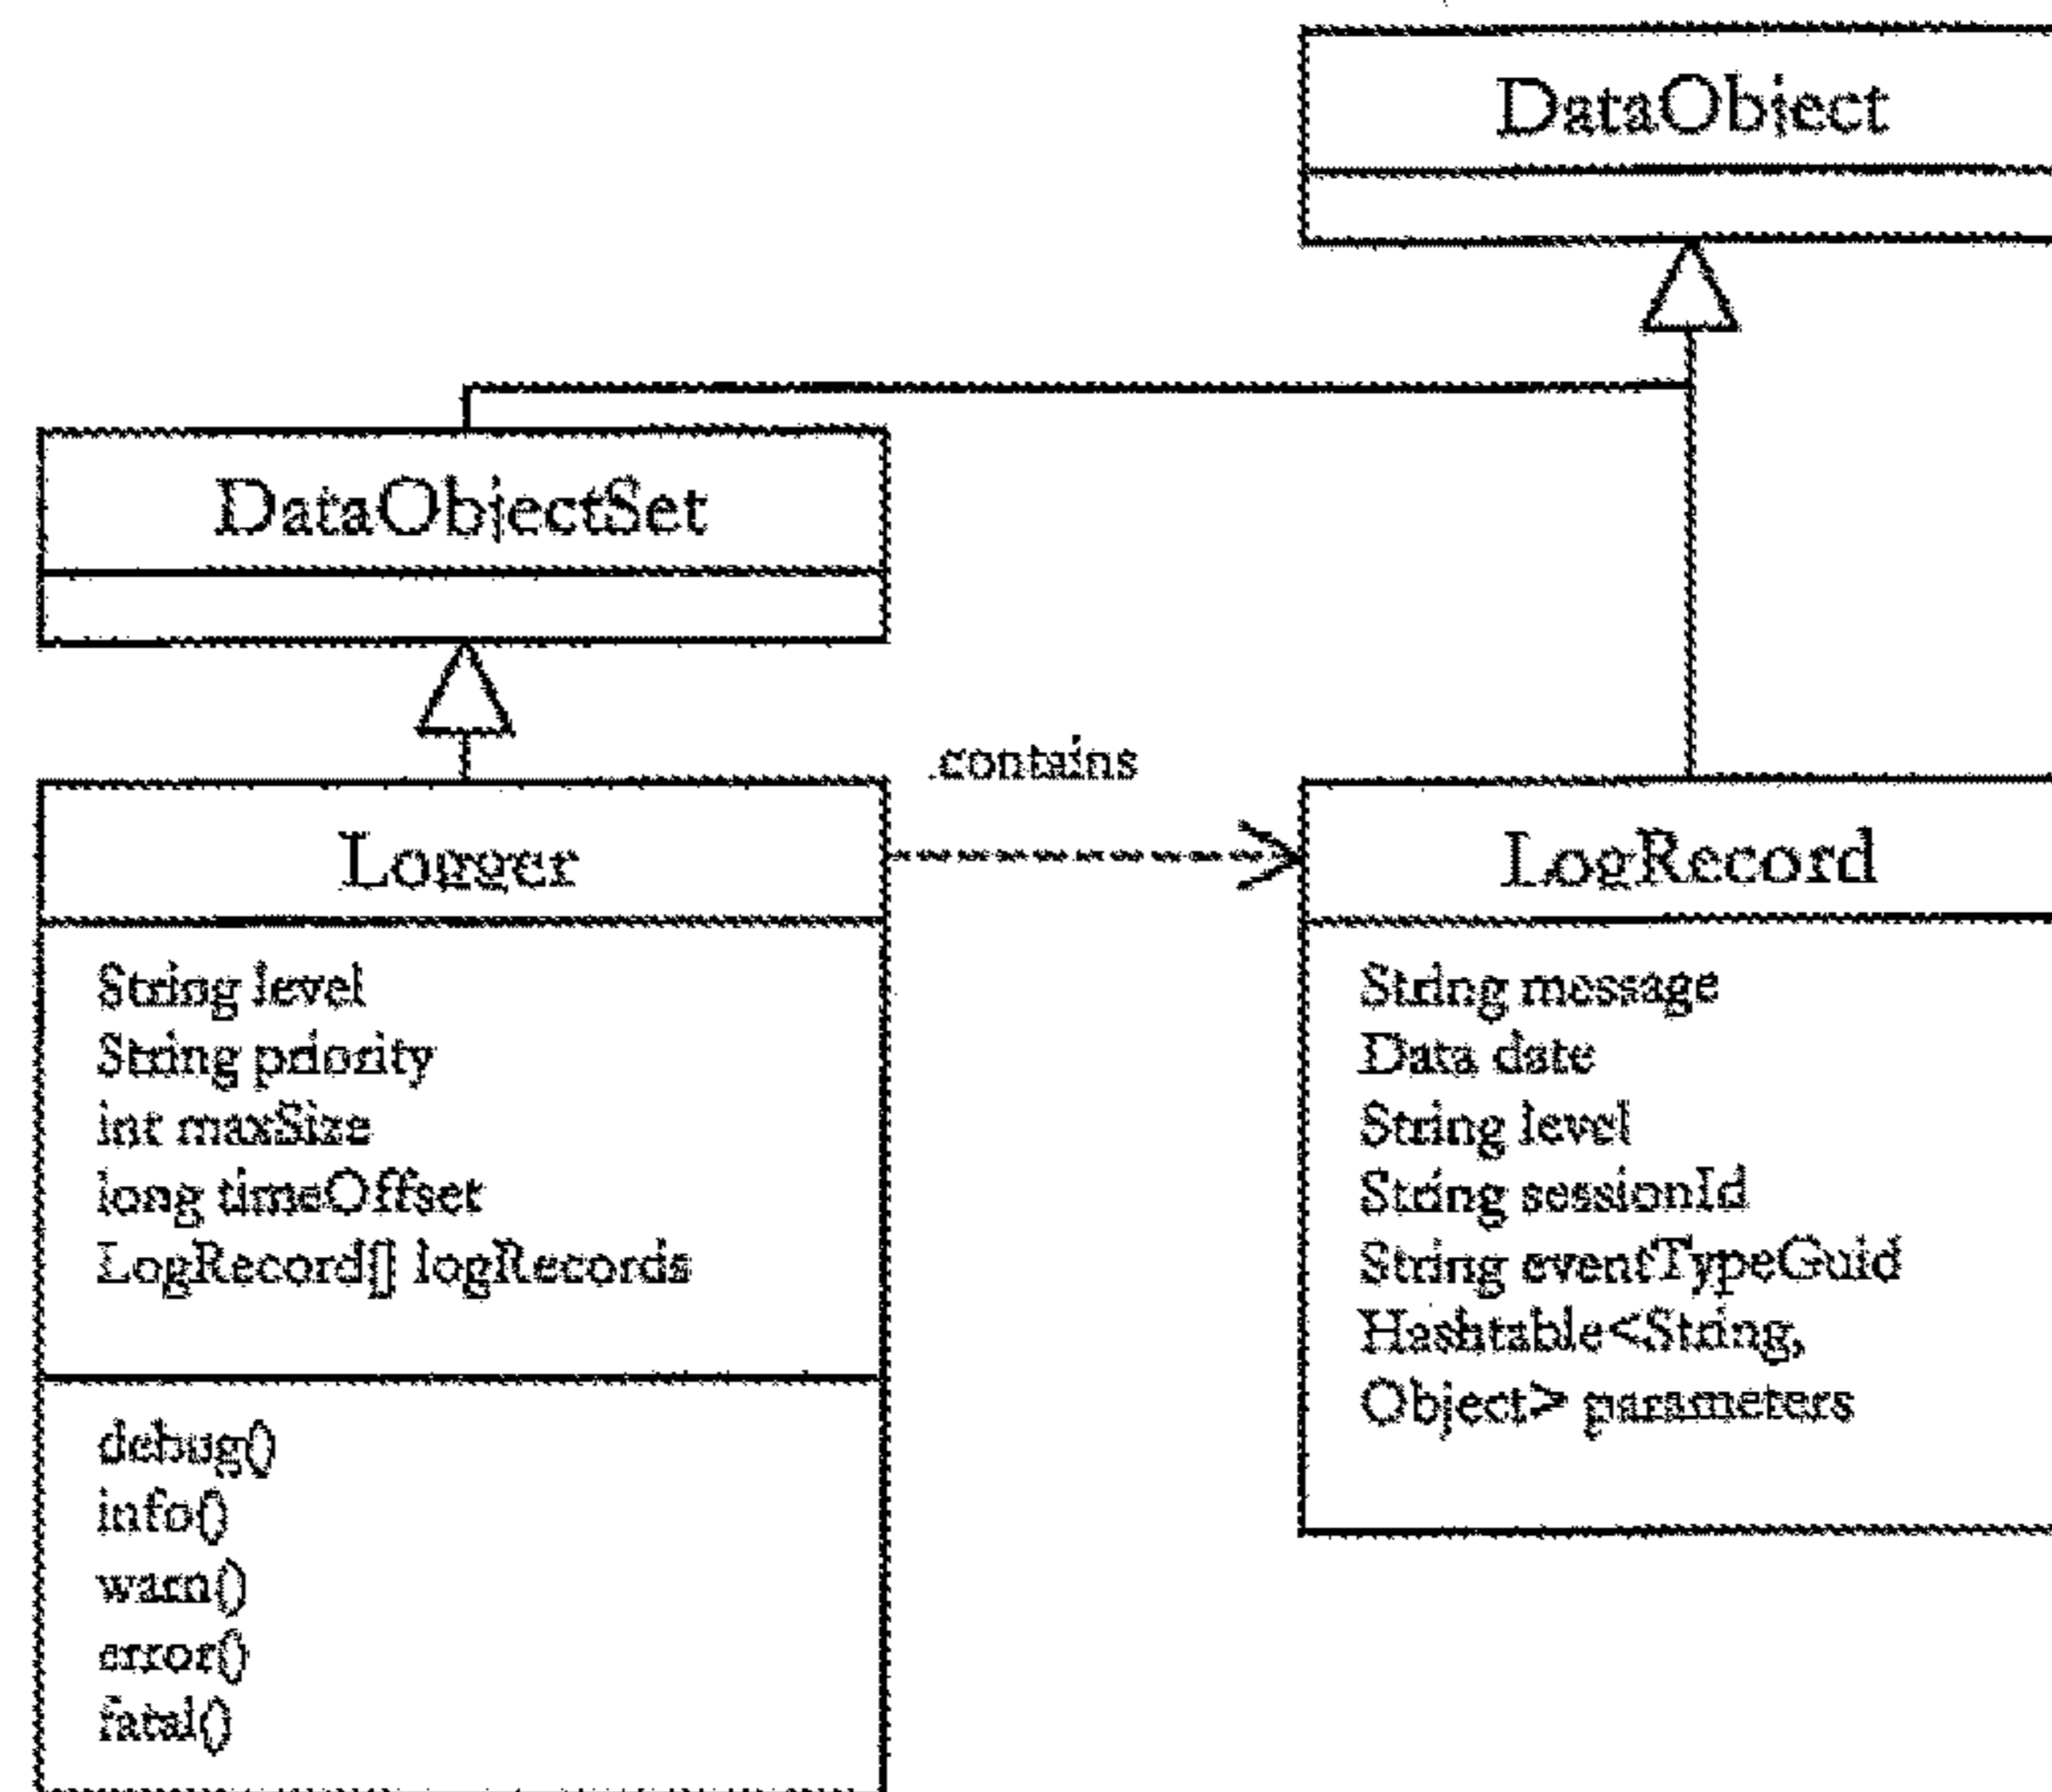 DataObject
DataObjectSet
contains
Logger
String level
String priority
int maxSize
long timeOffset
LogRecord[] logRecords
debug()
info()
warn()
error()
fatal()
LogRecord
String message
Data date
String level
String sessionId
String eventTypeGuid
Hashtable<String,
Object> parameters